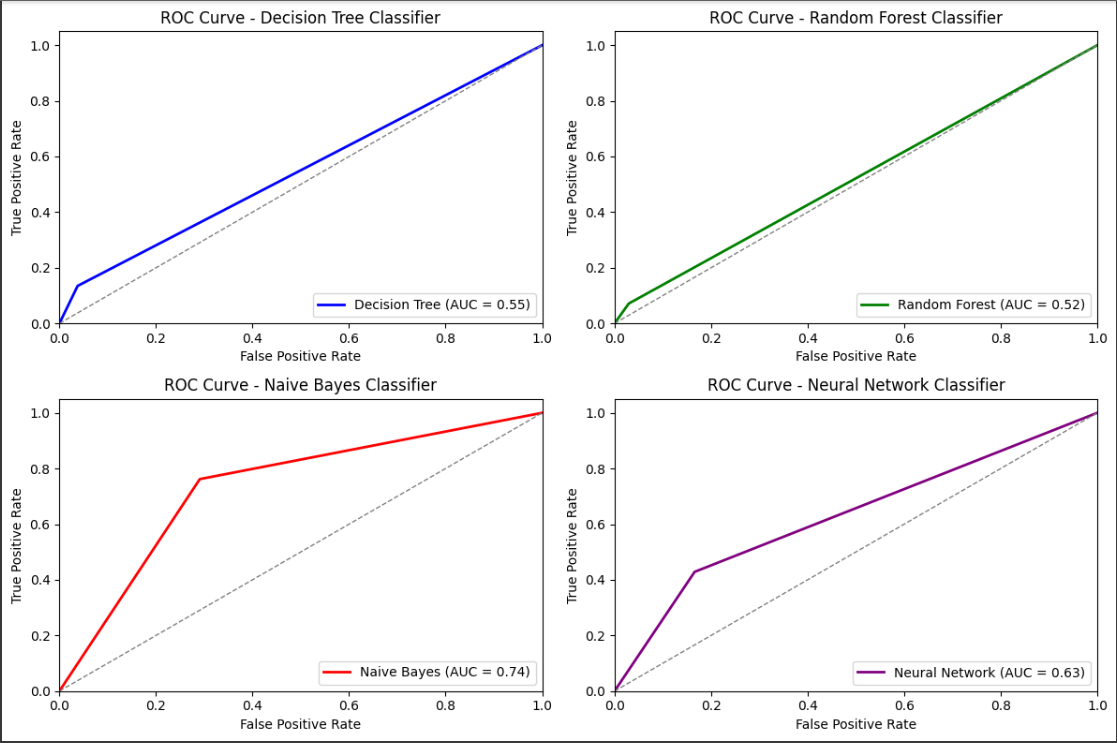 ROC Curve - Decision Tree Classifier
1.0
0.8
0.6
0.4
0.2
0.0
True Positive Rate
Decision Tree (AUC = 0.55)
0.0 0.2 0.4 0.6 0.8 1.0
False Positive Rate
ROC Curve - Random Forest Classifier
1.0
0.8
0.6
0.4
0.2
0.0
True Positive Rate
Random Forest (AUC = 0.52)
0.0 0.2 0.4 0.6 0.8 1.0
False Positive Rate
ROC Curve - Naive Bayes Classifier
1.0
0.8
0.6
0.4
0.2
0.0
True Positive Rate
Naive Bayes (AUC = 0.74)
0.0 0.2 0.4 0.6 0.8 1.0
False Positive Rate
ROC Curve - Neural Network Classifier
1.0
0.8
0.6
0.4
0.2
0.0
True Positive Rate
Neural Network (AUC = 0.63)
0.0 0.2 0.4 0.6 0.8 1.0
False Positive Rate